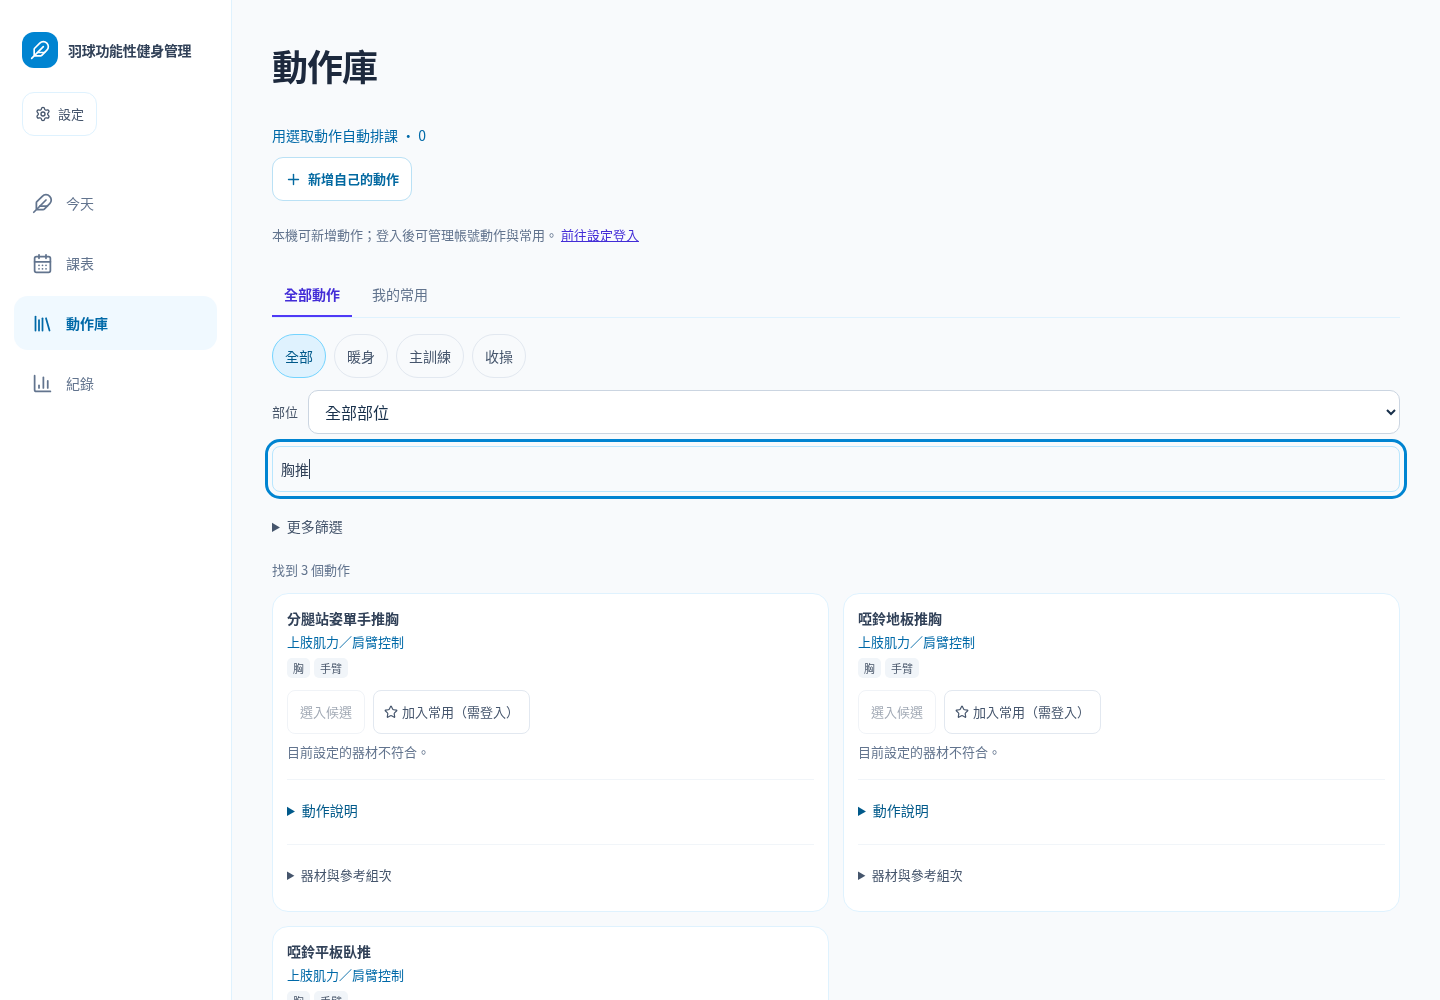 羽球功能性健身管理
設定
今天
課表
動作庫
紀錄
動作庫
用選取動作自動排課 · 0
新增自己的動作
本機可新增動作；登入後可管理帳號動作與常用。 前往設定登入
全部動作 我的常用
全部 暖身 主訓練 收操
部位 全部部位
胸推
更多篩選
找到 3 個動作
分腿站姿單手推胸
上肢肌力／肩臂控制
胸 手臂
選入候選 加入常用（需登入）
目前設定的器材不符合。
動作說明
器材與參考組次
啞鈴地板推胸
上肢肌力／肩臂控制
胸 手臂
選入候選 加入常用（需登入）
目前設定的器材不符合。
動作說明
器材與參考組次
啞鈴平板臥推
上肢肌力／肩臂控制
胸 手臂